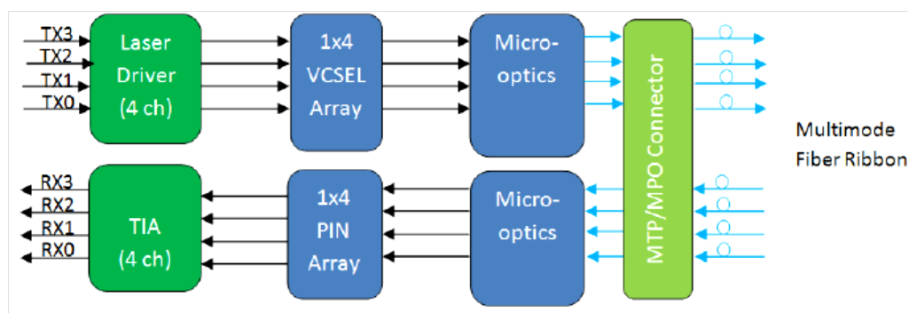 TX3
TX2
TX1
TX0
Laser
Driver
(4 ch)
1x4
VCSEL
Array
Micro-
optics
MTP/MPO Connector
Multimode
Fiber Ribbon
RX3
RX2
RX1
RX0
TIA
(4 ch)
1x4
PIN
Array
Micro-
optics